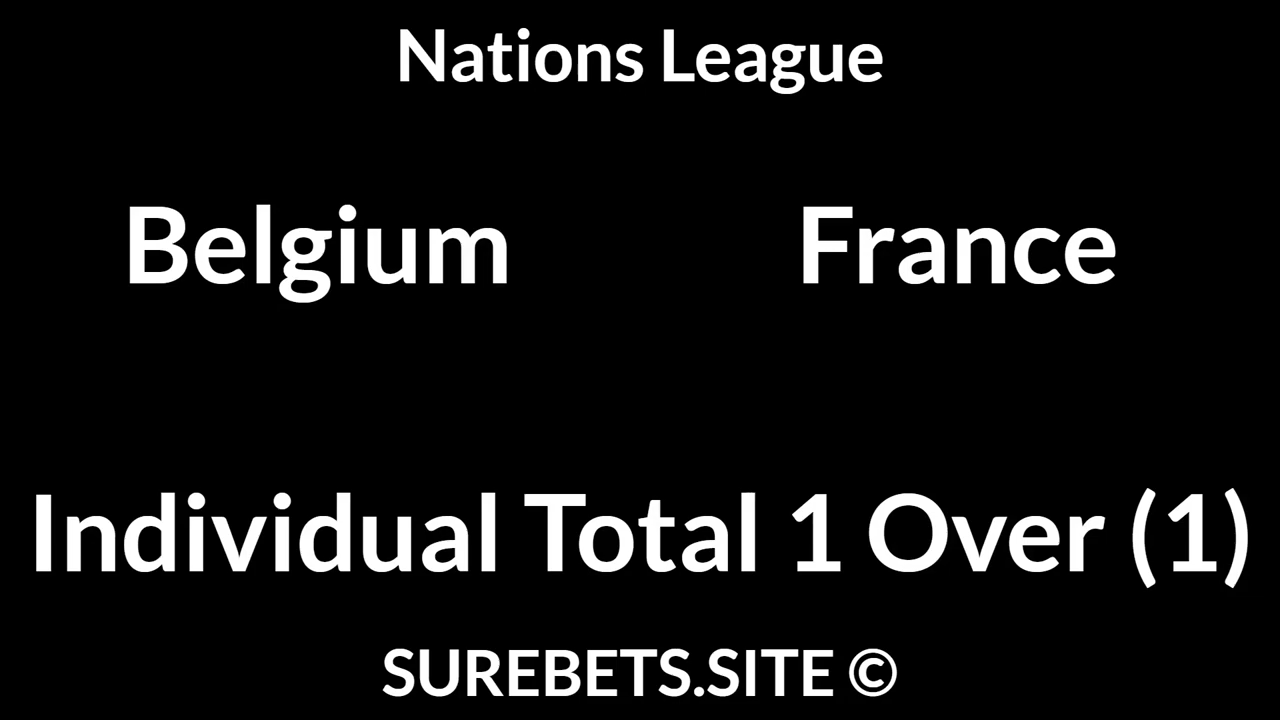 Nations League
Belgium France
Individual Total 1 Over (1)
SUREBETS.SITE ©